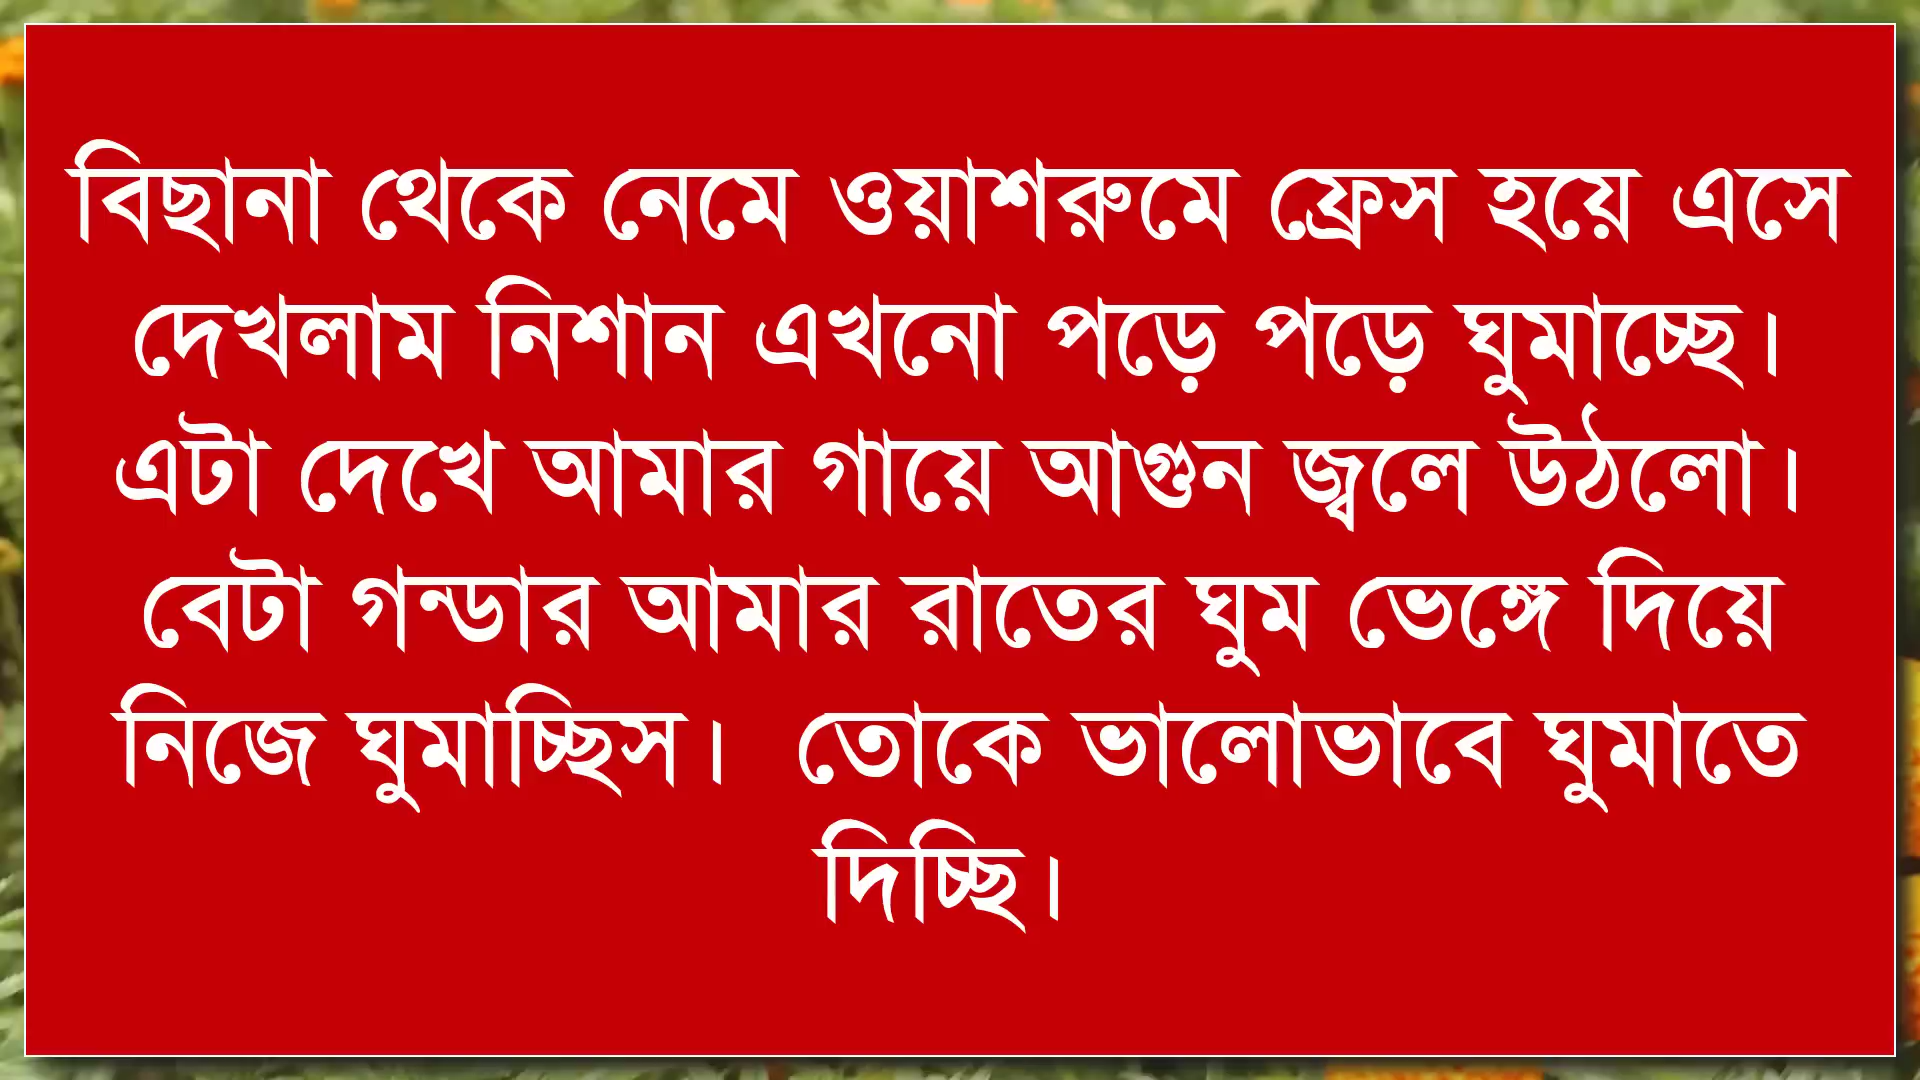 বিছানা থেকে নেমে ওয়াশরুমে ফ্রেস হয়ে এসে
দেখলাম নিশান এখনো পড়ে পড়ে ঘুমাচ্ছে।
এটা দেখে আমার গায়ে আগুন জ্বলে উঠলো।
বেটা গন্ডার আমার রাতের ঘুম ভেঙ্গে দিয়ে
নিজে ঘুমাচ্ছিস।  তোকে ভালোভাবে ঘুমাতে
দিচ্ছি।